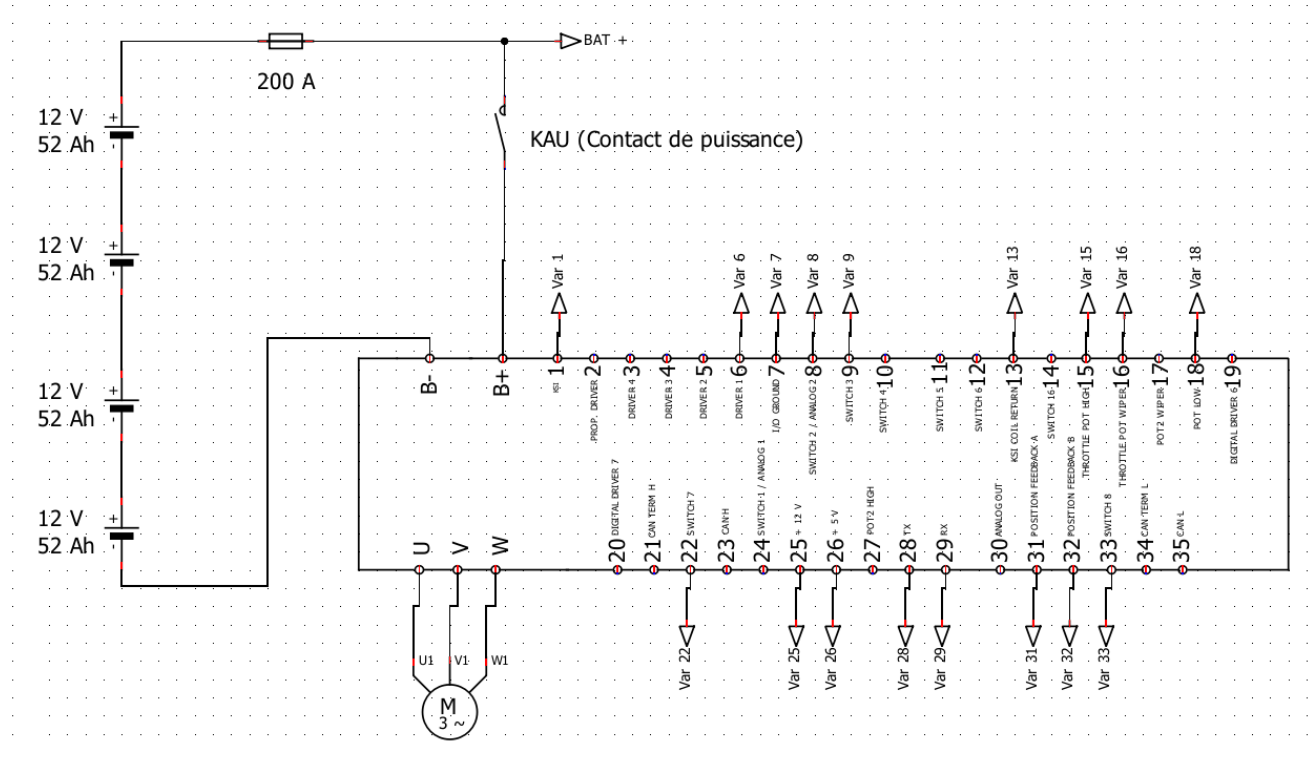 BAT +
200 A
12 V
52 Ah
+
-
KAU (Contact de puissance)
12 V
52 Ah
+
-
12 V
52 Ah
+
-
12 V
52 Ah
+
-
Var 1
Var 6
Var 7
Var 8
Var 9
Var 13
Var 15
Var 16
Var 18
B-
B+
1 KSI
2 PROP. DRIVER
3 DRIVER 4
4 DRIVER 3
5 DRIVER 2
6 DRIVER 1
7 I/O GROUND
8 SWITCH 2 / ANALOG 2
9 SWITCH 3
10 SWITCH 4
11 SWITCH 5
12 SWITCH 6
13 KSI COIL RETURN
14 SWITCH 16
15 THROTTLE POT HIGH
16 THROTTLE POT WIPER
17 POT2 WIPER
18 POT LOW
19 DIGITAL DRIVER 6
U
V
W
20 DIGITAL DRIVER 7
21 CAN TERM H
22 SWITCH 7
23 CAN H
24 SWITCH 1 / ANALOG 1
25 + 12 V
26 + 5 V
27 POT2 HIGH
28 TX
29 RX
30 ANALOG OUT
31 POSITION FEEDBACK A
32 POSITION FEEDBACK B
33 SWITCH 8
34 CAN TERM L
35 CAN L
Var 22
Var 25
Var 26
Var 28
Var 29
Var 31
Var 32
Var 33
U1
V1
W1
M
3 ~